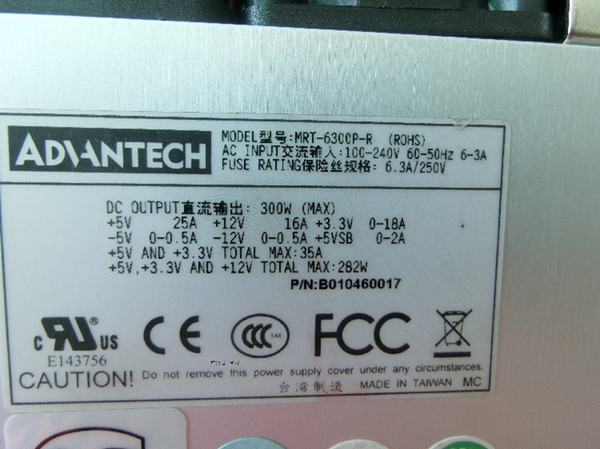 ADVANTECH
MODEL型号:MRT-6300P-R (ROHS)
AC INPUT交流输入:100-240V 60-50Hz 6-3A
FUSE RATING保险丝规格: 6.3A/250V
DC OUTPUT直流输出: 300W (MAX)
+5V 25A +12V 16A +3.3V 0-18A
-5V 0-0.5A -12V 0-0.5A +5VSB 0-2A
+5V AND +3.3V TOTAL MAX:35A
+5V,+3.3V AND +12V TOTAL MAX:282W
P/N:B010460017
c RU ® US CE CCC S&E FCC
E143756
CAUTION! Do not remove this power supply cover under any circumstances.
台湾制造 MADE IN TAIWAN MC